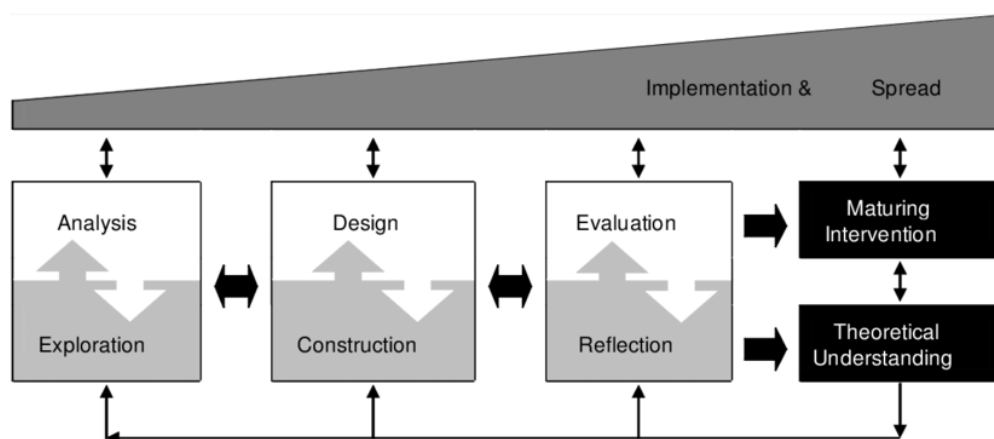 Implementation & Spread
Analysis
Exploration
Design
Construction
Evaluation
Reflection
Maturing
Intervention
Theoretical
Understanding